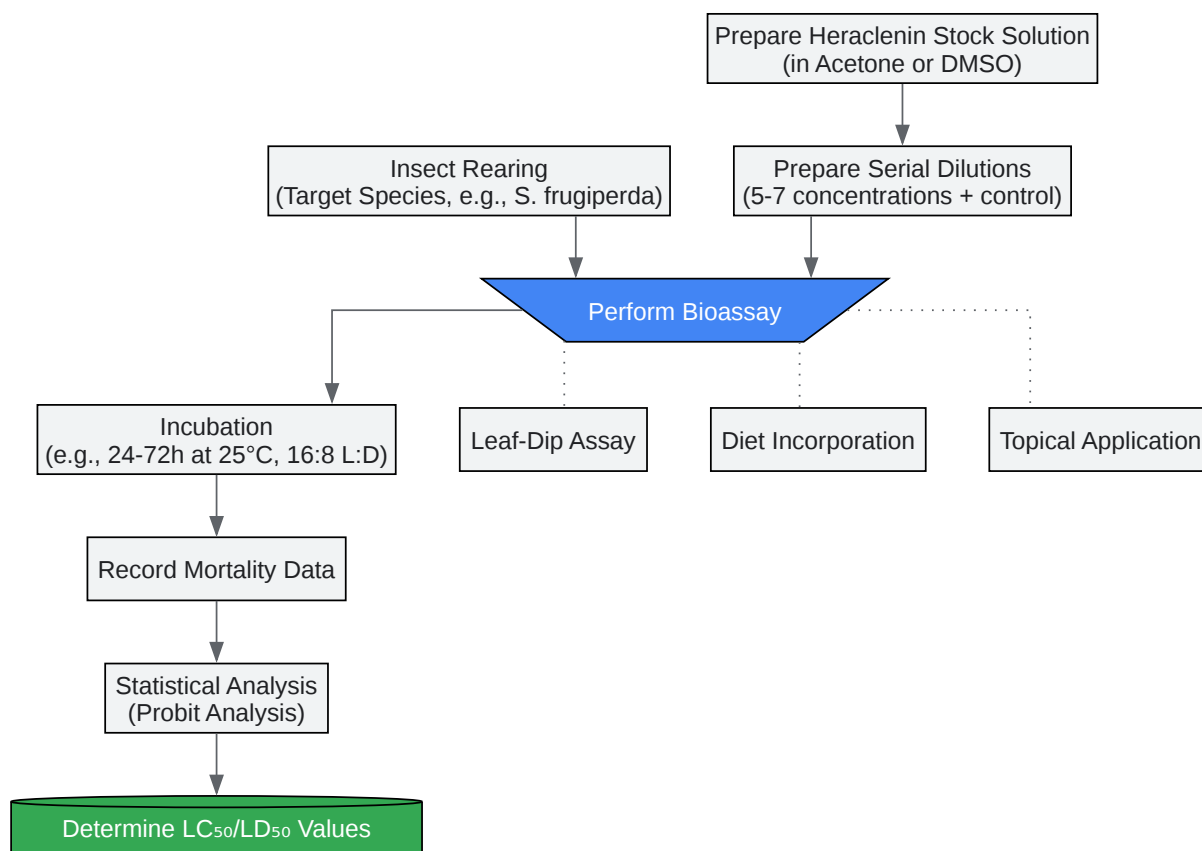 Prepare Heraclenin Stock Solution
(in Acetone or DMSO)
Insect Rearing
(Target Species, e.g., S. frugiperda)
Prepare Serial Dilutions
(5-7 concentrations + control)
Perform Bioassay
Incubation
(e.g., 24-72h at 25°C, 16:8 L:D)
Leaf-Dip Assay
Diet Incorporation
Topical Application
Record Mortality Data
Statistical Analysis
(Probit Analysis)
Determine LC₅₀/LD₅₀ Values